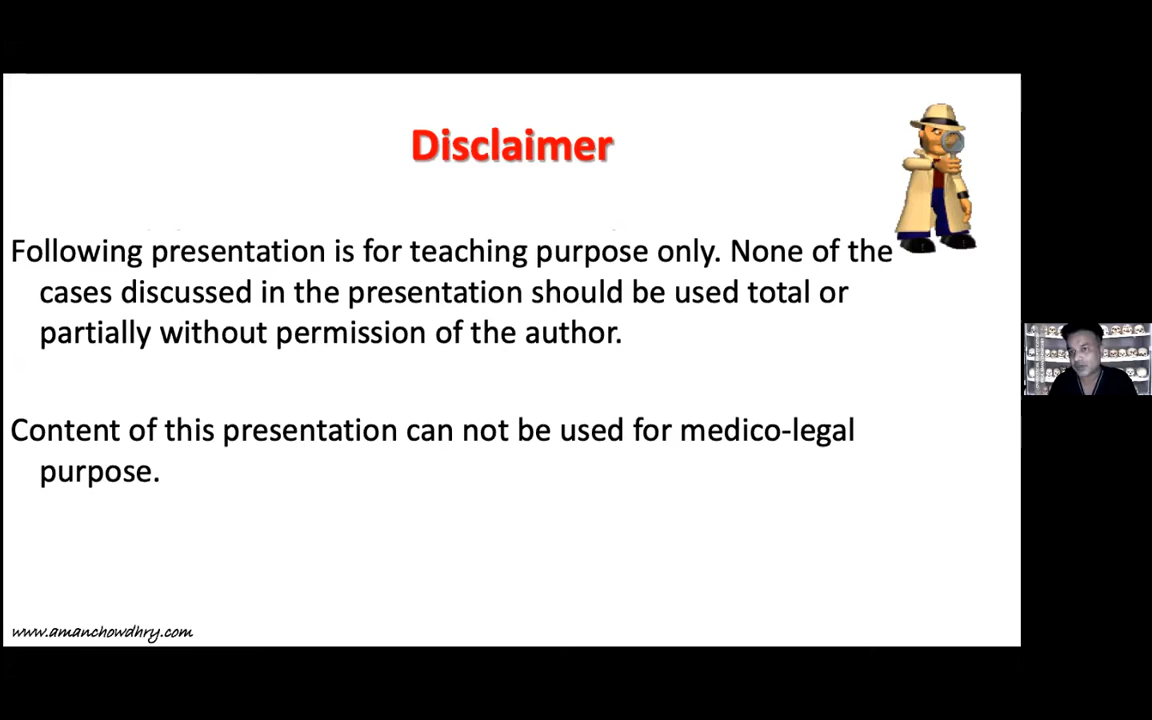 Disclaimer
Following presentation is for teaching purpose only. None of the
cases discussed in the presentation should be used total or
partially without permission of the author.
Content of this presentation can not be used for medico-legal
purpose.
www.amanchowdhry.com